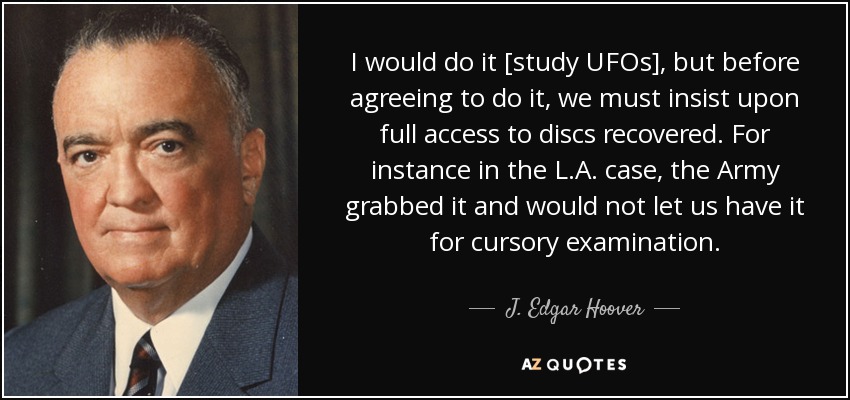 I would do it [study UFOs], but before
agreeing to do it, we must insist upon
full access to discs recovered. For
instance in the L.A. case, the Army
grabbed it and would not let us have it
for cursory examination.
J. Edgar Hoover
AZ QUOTES